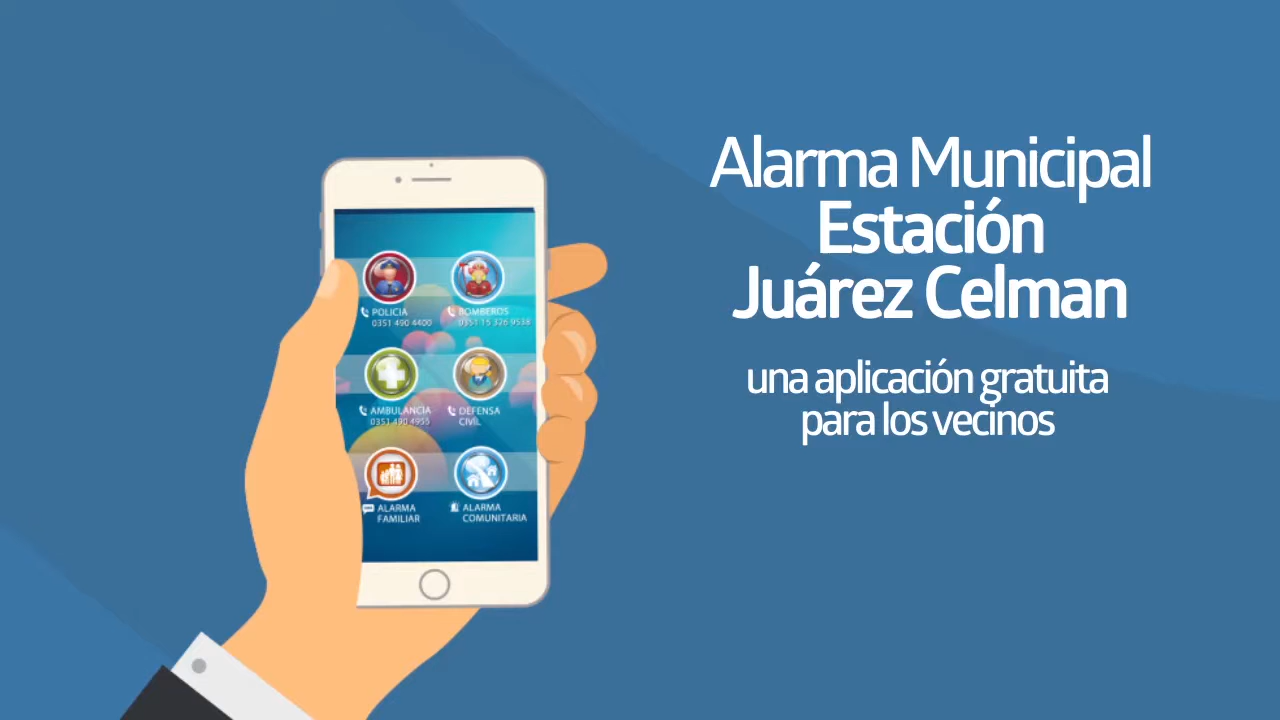 Alarma Municipal
Estación
Juárez Celman
una aplicación gratuita
para los vecinos
POLICIA
0351 490 4400
BOMBEROS
0351 15 326 9538
AMBULANCIA
0351 490 4955
DEFENSA
CIVIL
ALARMA
FAMILIAR
ALARMA
COMUNITARIA